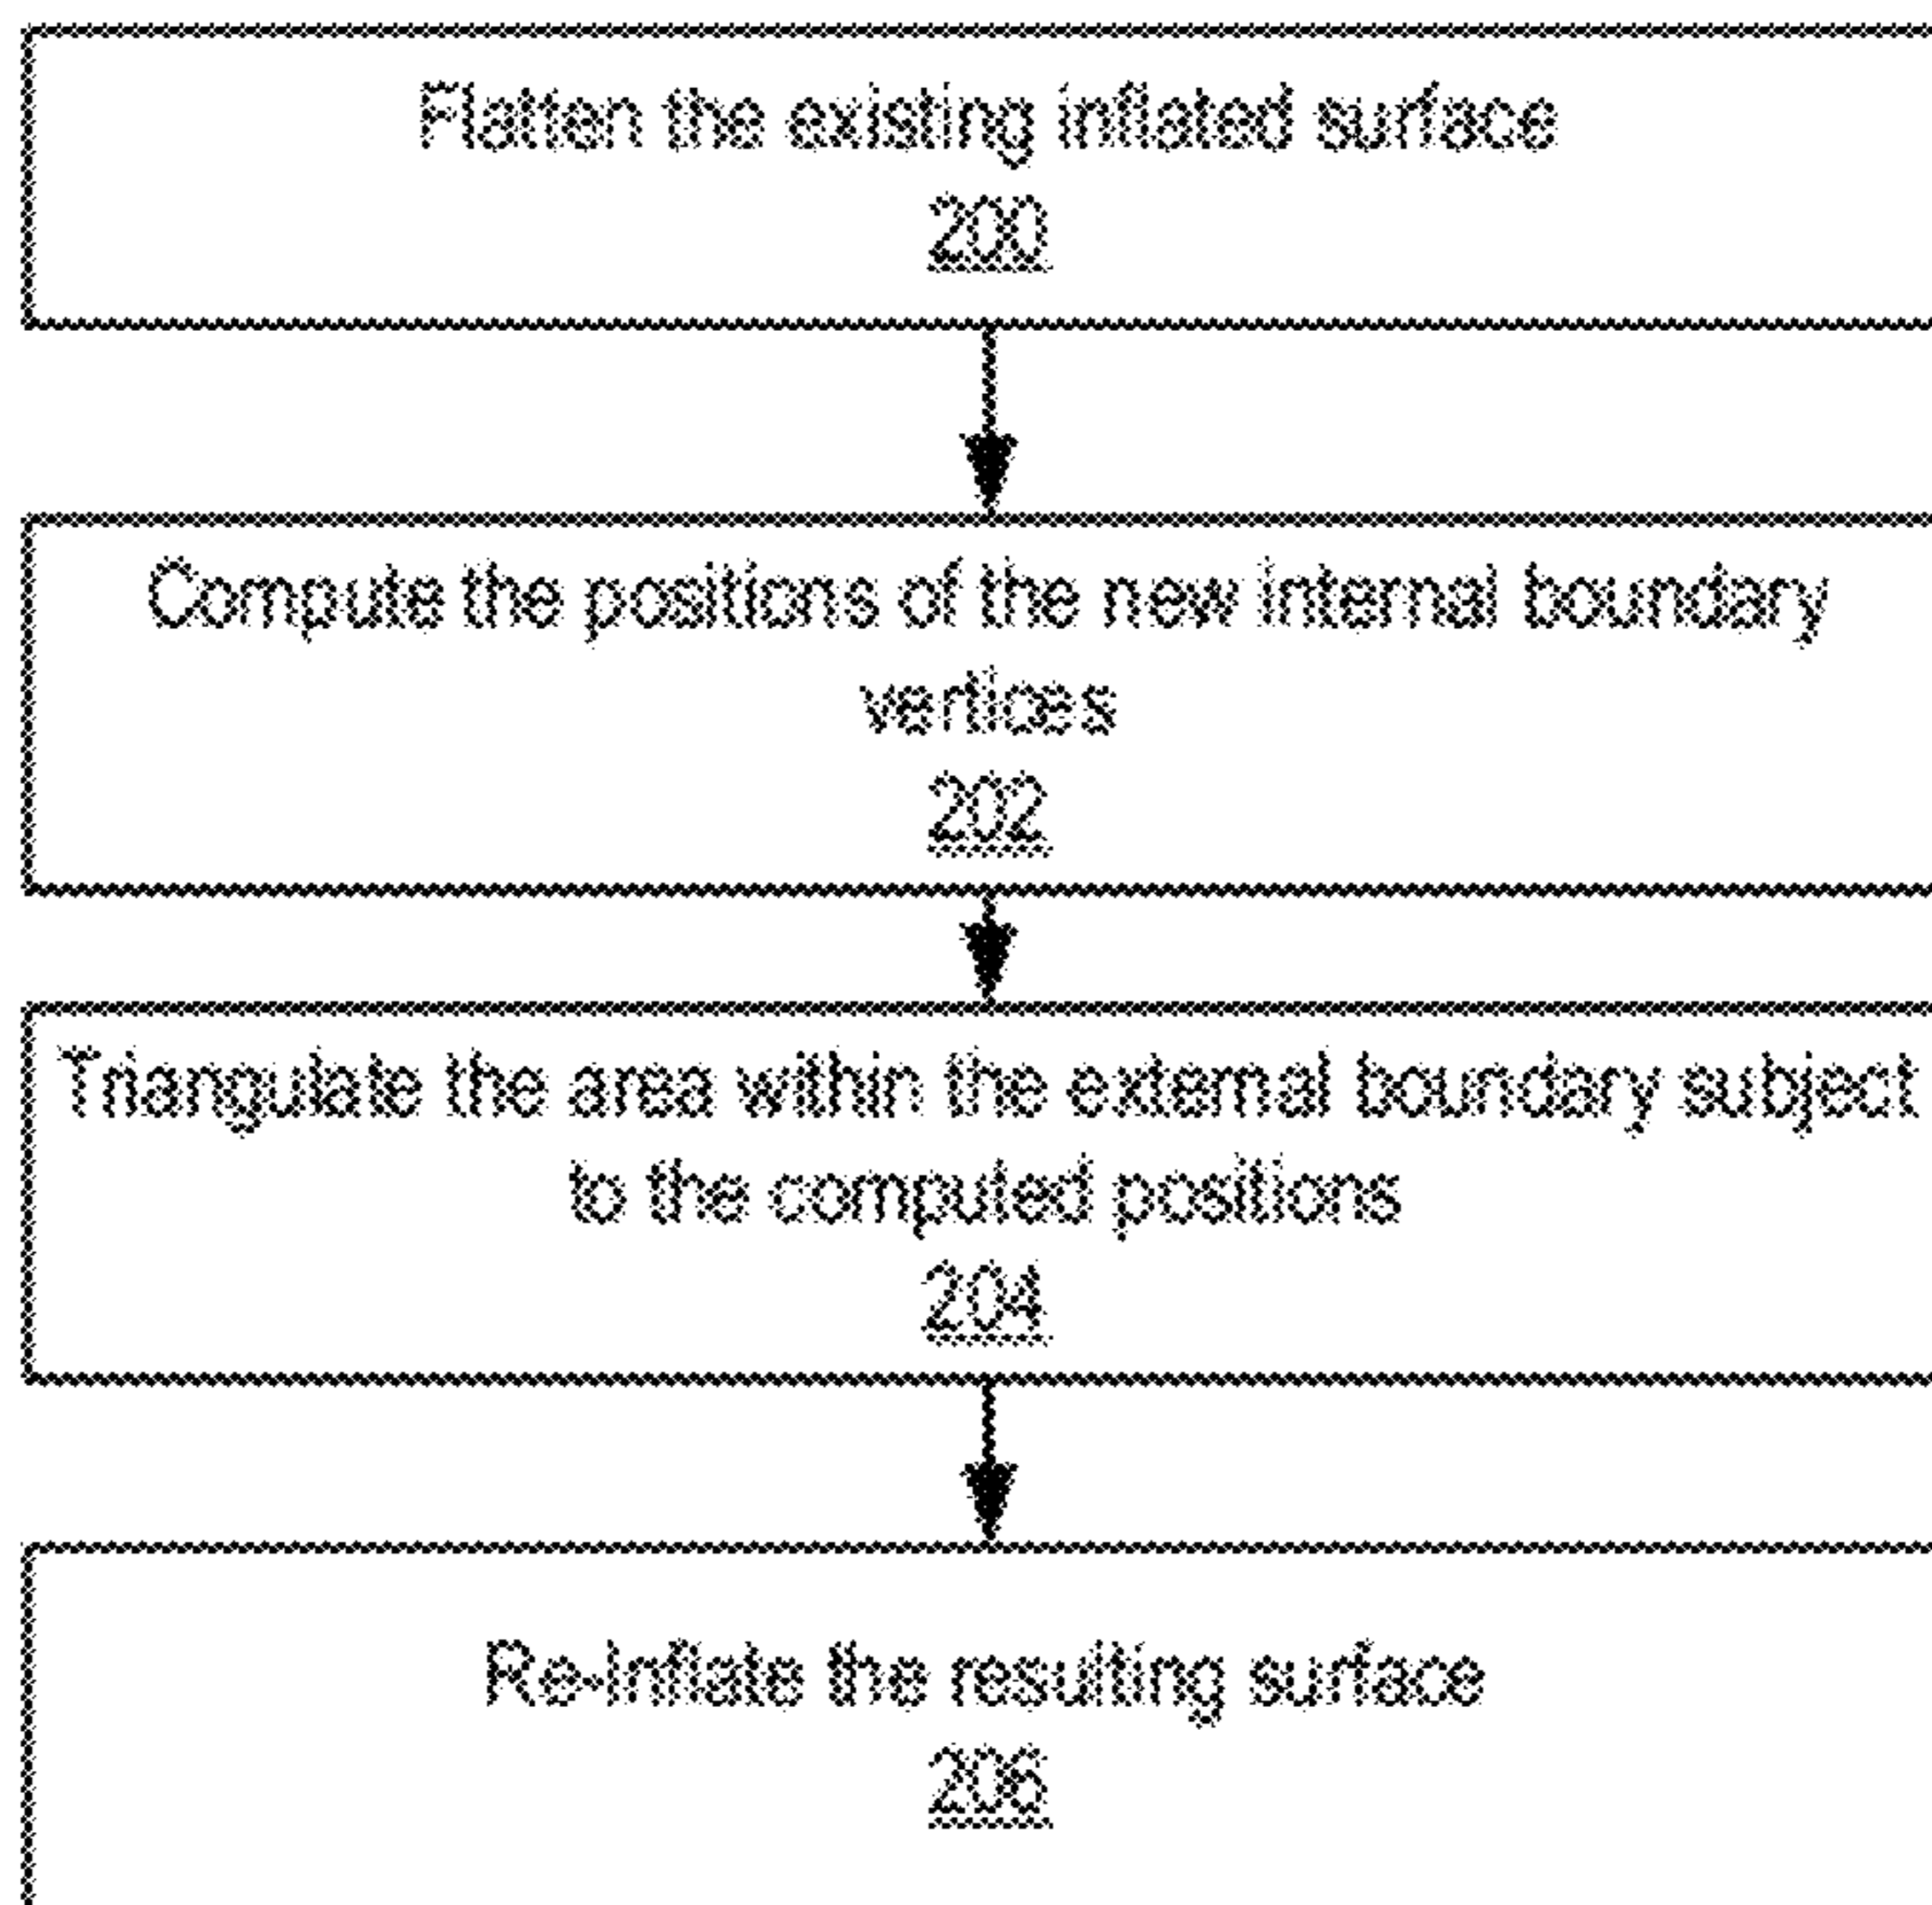 Flatten the existing inflated surface
200
Compute the positions of the new internal boundary
vertices
202
Triangulate the area within the external boundary subject
to the computed positions
204
Re-Inflate the resulting surface
206